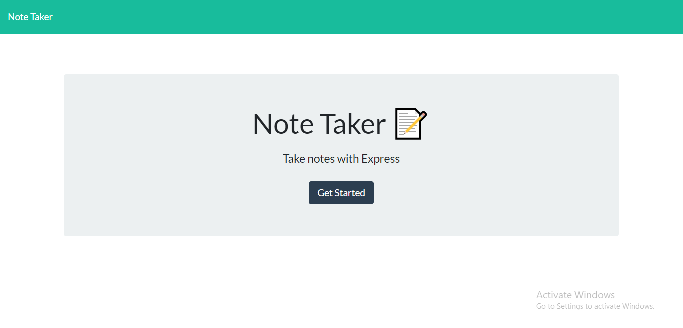 Note Taker
Note Taker 📝
Take notes with Express
Get Started
Activate Windows
Go to Settings to activate Windows.